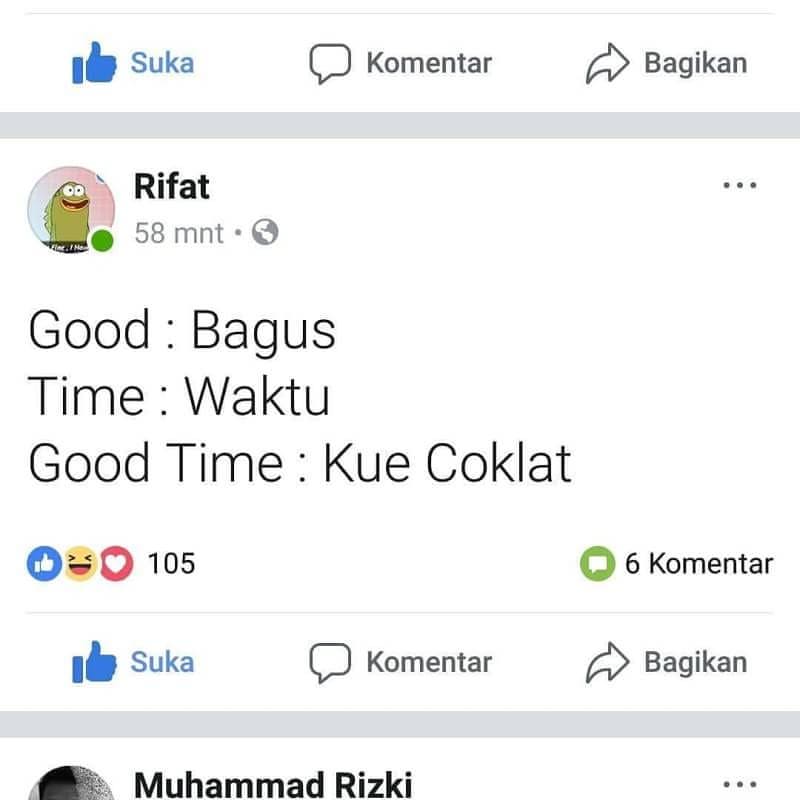 Suka Komentar Bagikan
Rifat
58 mnt
Good : Bagus
Time : Waktu
Good Time : Kue Coklat
105 6 Komentar
Suka Komentar Bagikan
Muhammad Rizki